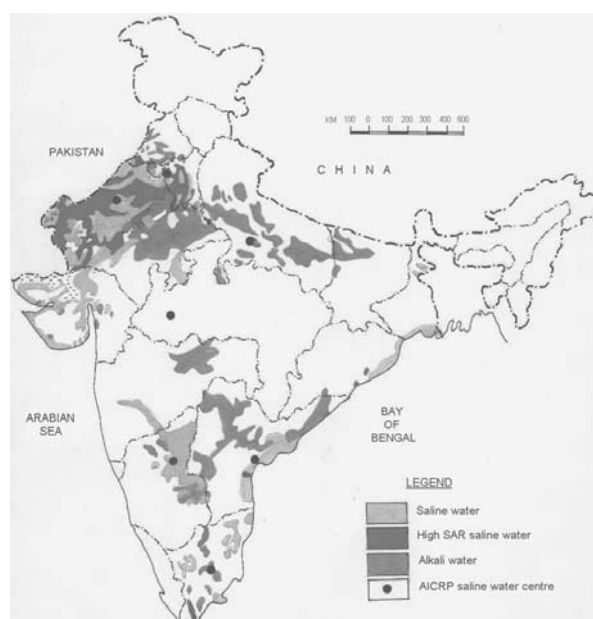 KM 100 0 100 200 300 400 500
PAKISTAN
C H I N A
ARABIAN
SEA
BAY
OF
BENGAL
LEGEND
Saline water
High SAR saline water
Alkali water
AICRP saline water centre